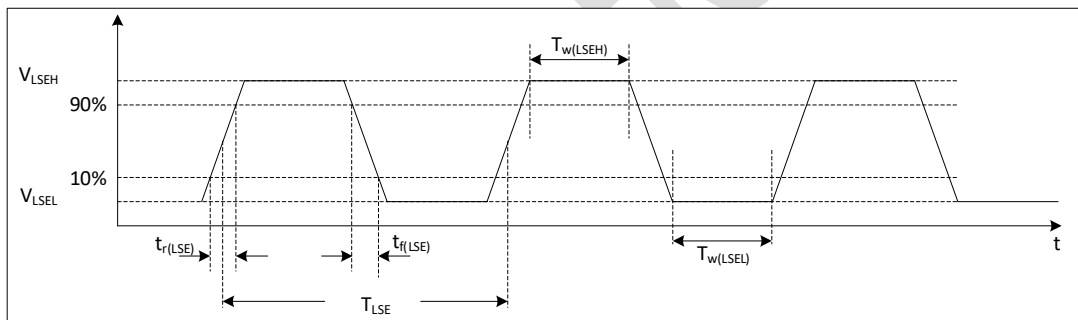 T_w(LSEH)
V_LSEH
90%
10%
V_LSEL
t_r(LSE)
t_f(LSE)
T_w(LSEL)
t
T_LSE